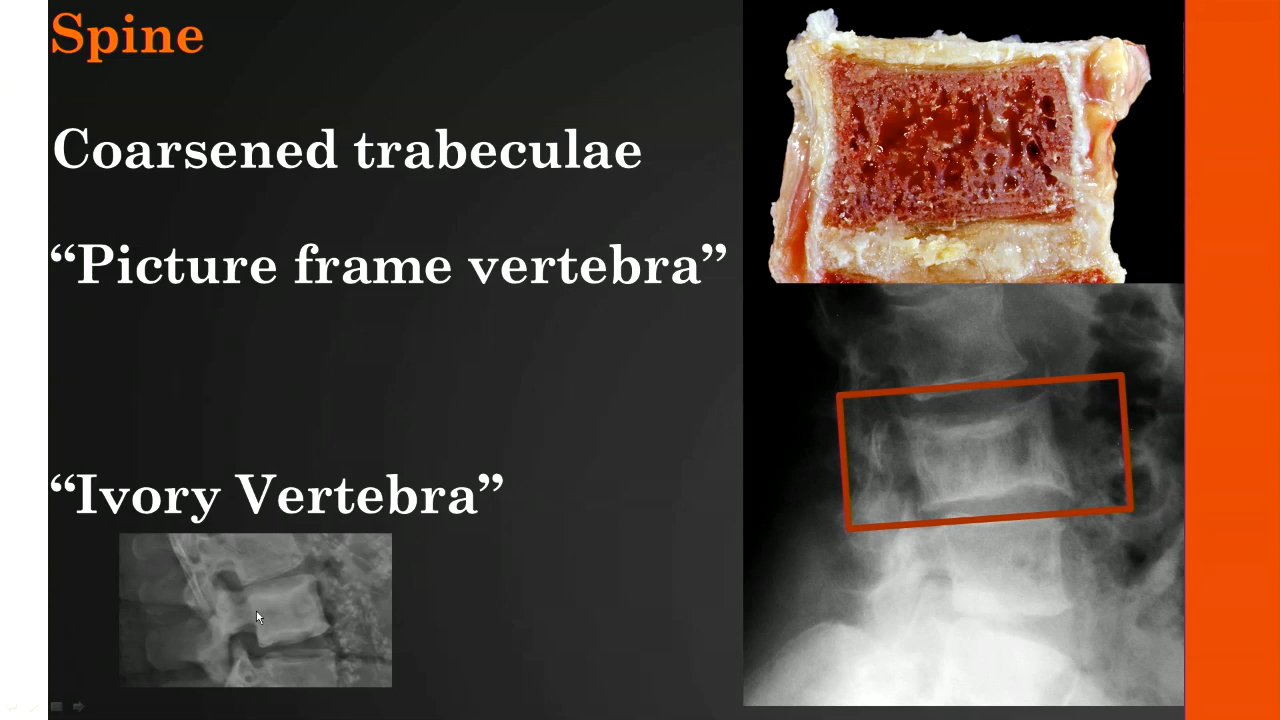 Spine
Coarsened trabeculae
“Picture frame vertebra”
“Ivory Vertebra”